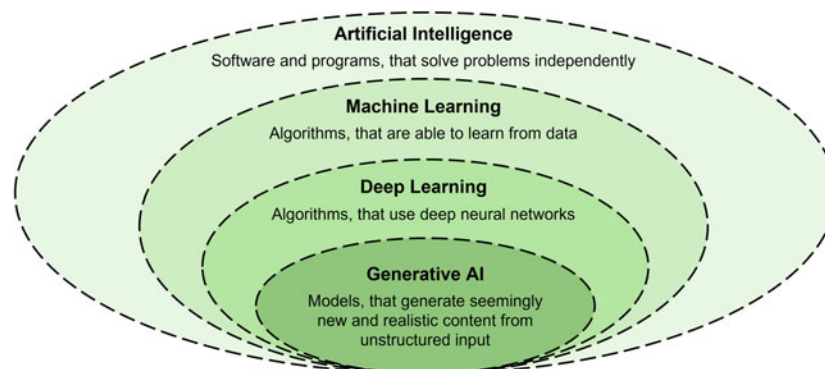 Artificial Intelligence
Software and programs, that solve problems independently
Machine Learning
Algorithms, that are able to learn from data
Deep Learning
Algorithms, that use deep neural networks
Generative AI
Models, that generate seemingly
new and realistic content from
unstructured input